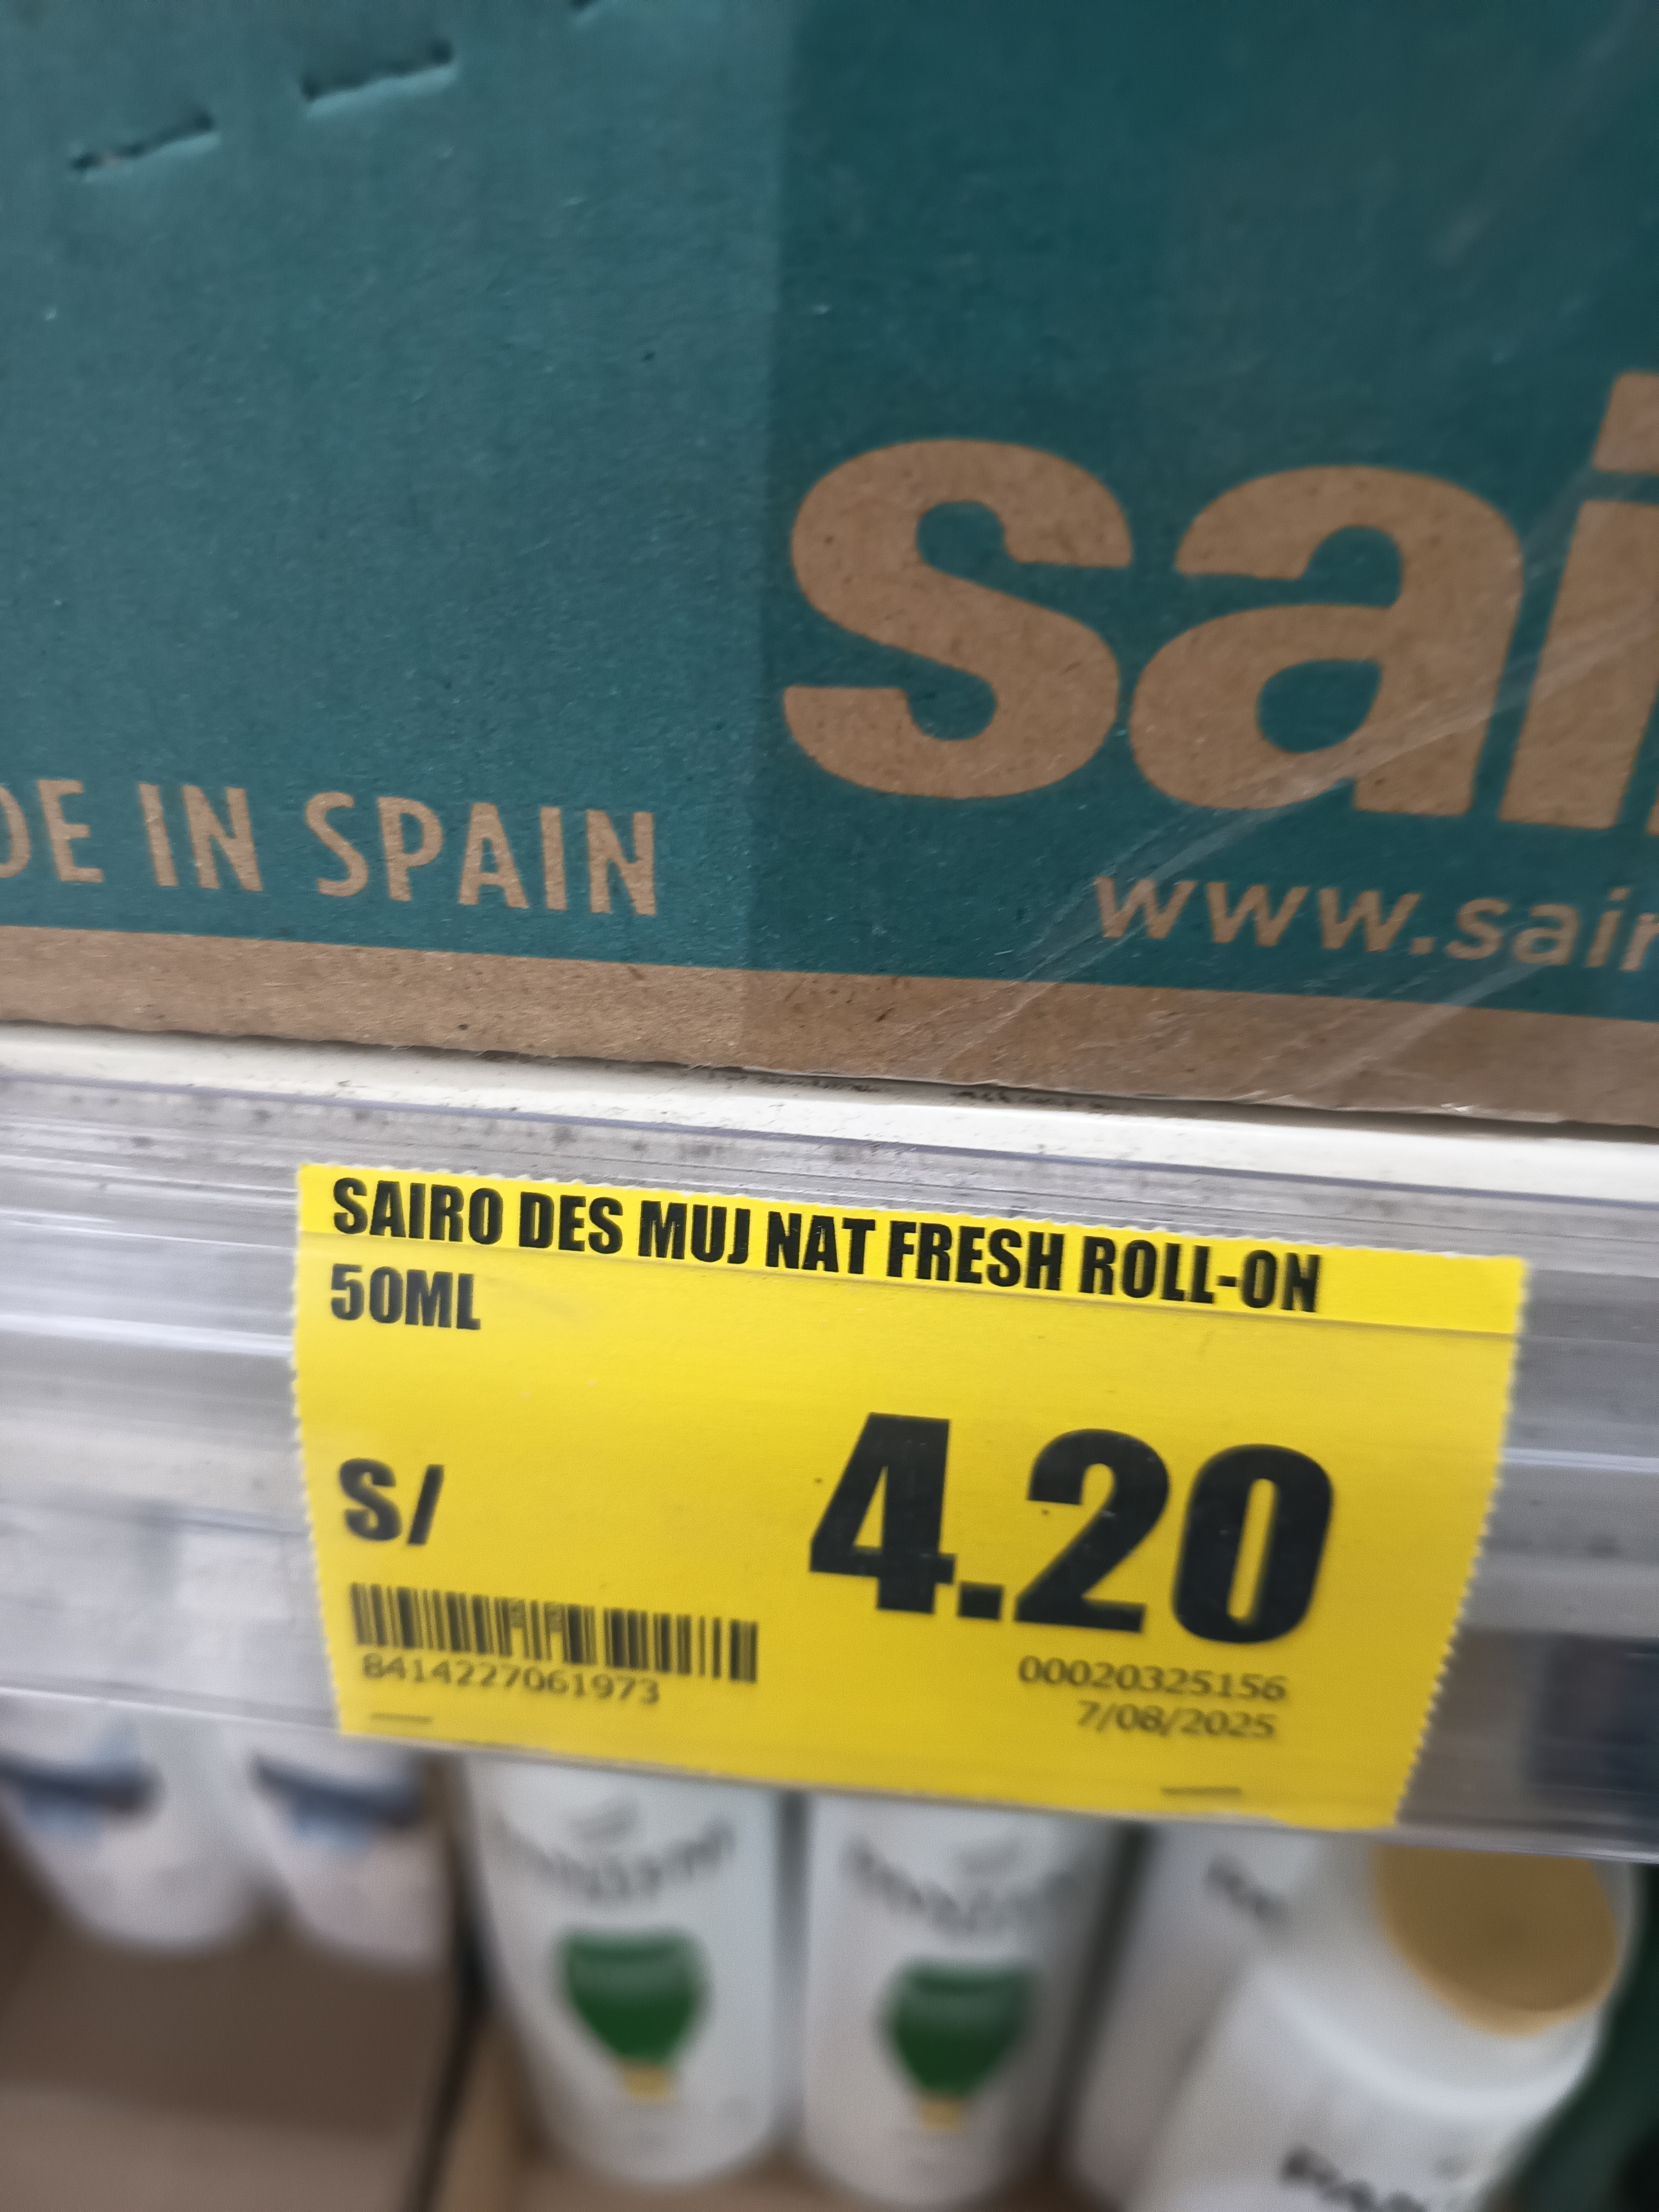 DE IN SPAIN
sai
www.sair
SAIRO DES MUJ NAT FRESH ROLL-ON
50ML
S/ 4.20
8414227061973
00020325156
7/08/2025